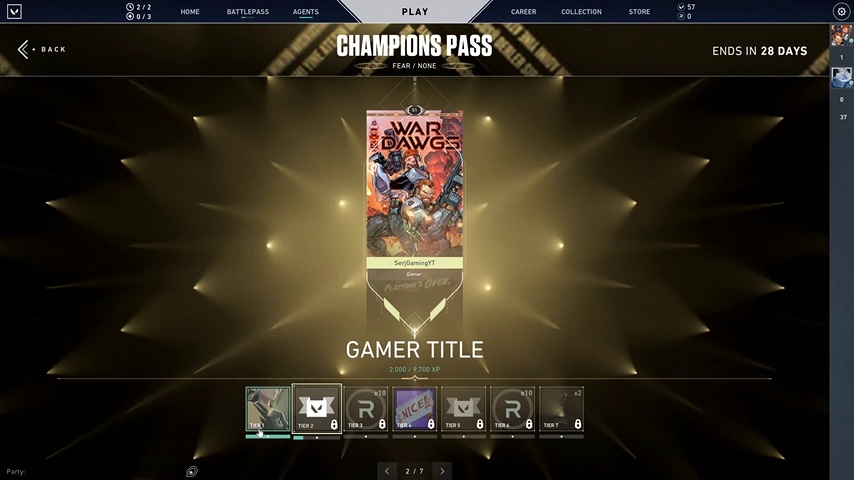 2 / 2
0 / 3
HOME
BATTLEPASS
AGENTS
PLAY
CAREER
COLLECTION
STORE
57
0
BACK
CHAMPIONS PASS
FEAR / NONE
ENDS IN 28 DAYS
1
0
37
51
WAR
DAWGS
SerjGamingYT
Gamer
PLAYTIME'S OVER.
GAMER TITLE
2,000 / 9,700 XP
TIER 1
TIER 2
x10
TIER 3
NICE!
TIER 4
TIER 5
x10
TIER 6
x2
TIER 7
Party:
2 / 7